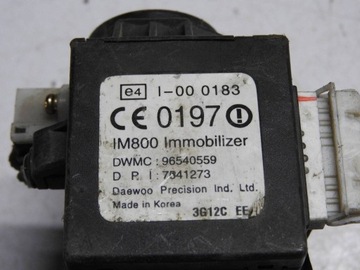 e4 I-00 0183
CE 0197 !
IM800 Immobilizer
DWMC : 96540559
D P I : 7341273
Daewoo Precision Ind. Ltd.
Made in Korea 3G12C EE